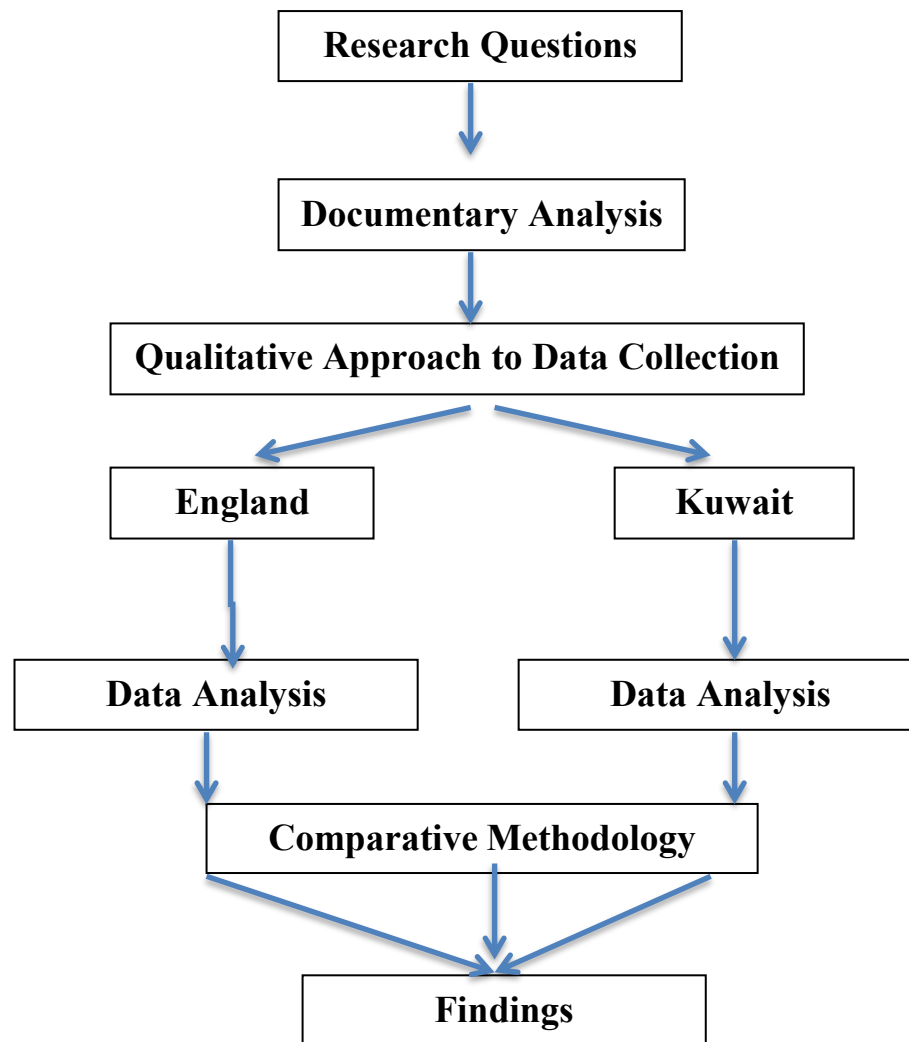 Research Questions
Documentary Analysis
Qualitative Approach to Data Collection
England
Kuwait
Data Analysis
Data Analysis
Comparative Methodology
Findings